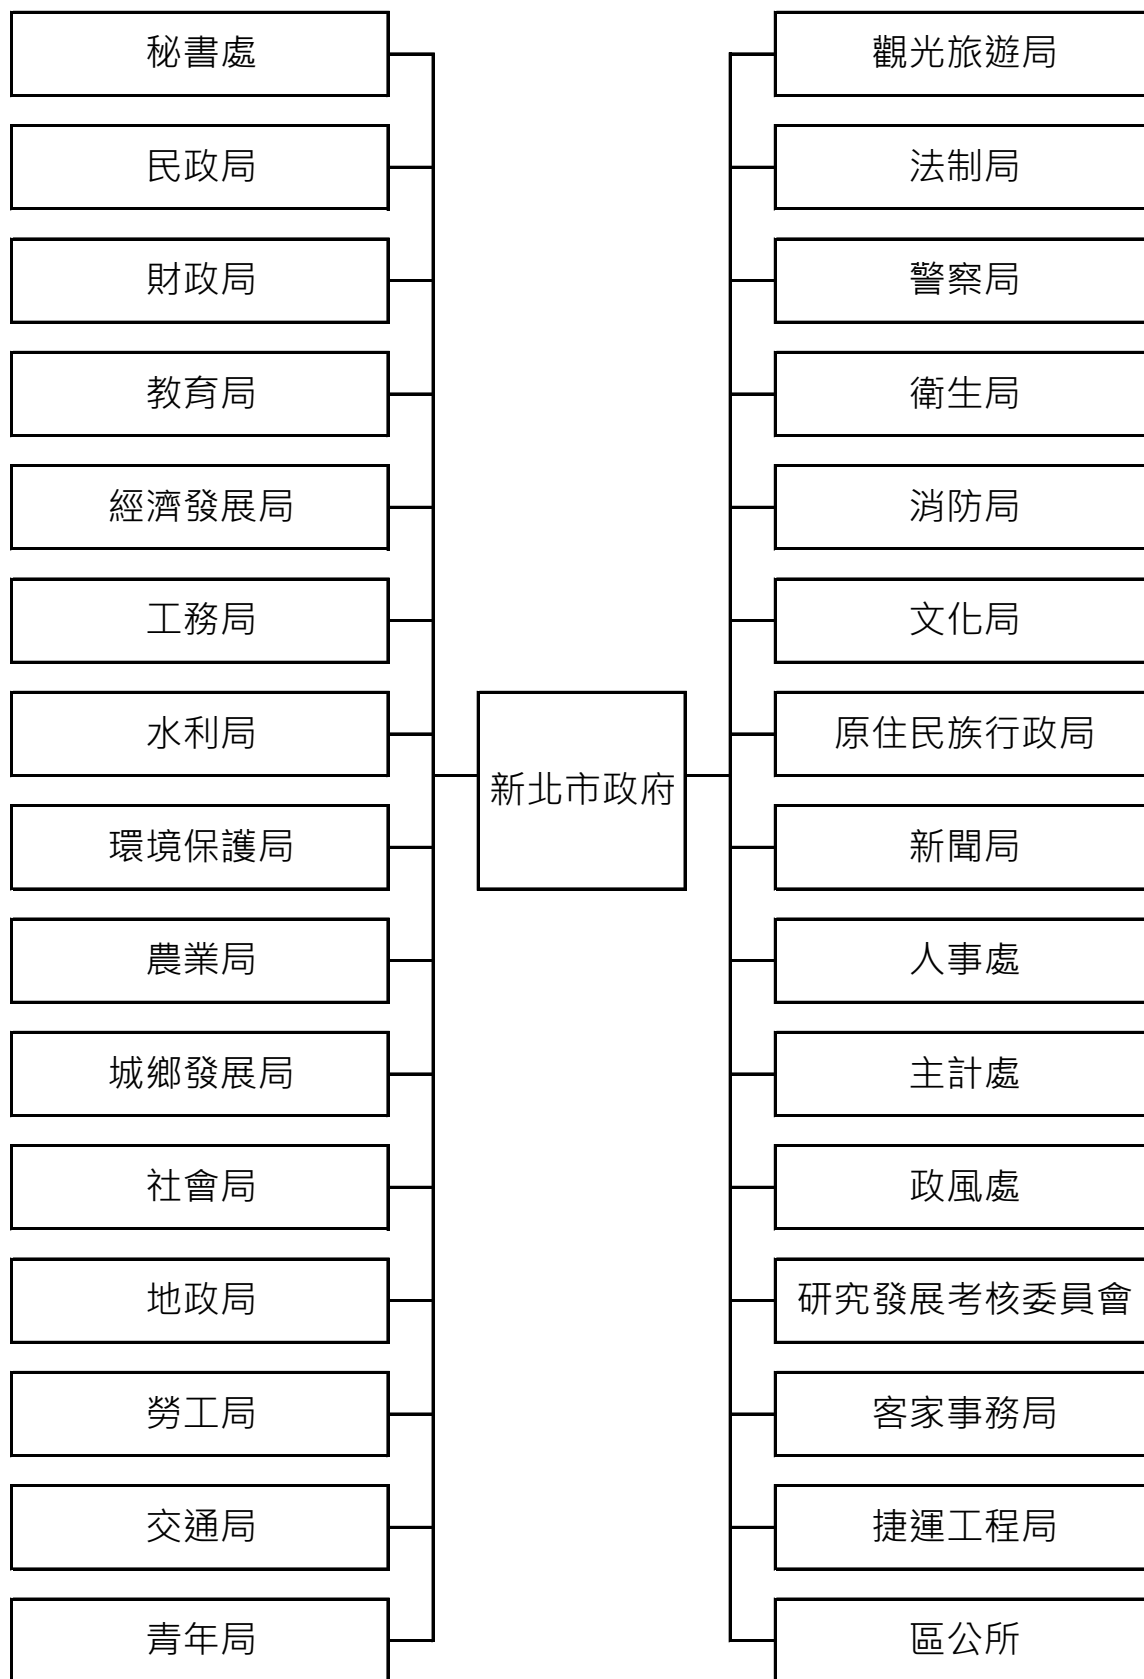 秘書處
民政局
財政局
教育局
經濟發展局
工務局
水利局
環境保護局
農業局
城鄉發展局
社會局
地政局
勞工局
交通局
青年局
新北市政府
觀光旅遊局
法制局
警察局
衛生局
消防局
文化局
原住民族行政局
新聞局
人事處
主計處
政風處
研究發展考核委員會
客家事務局
捷運工程局
區公所